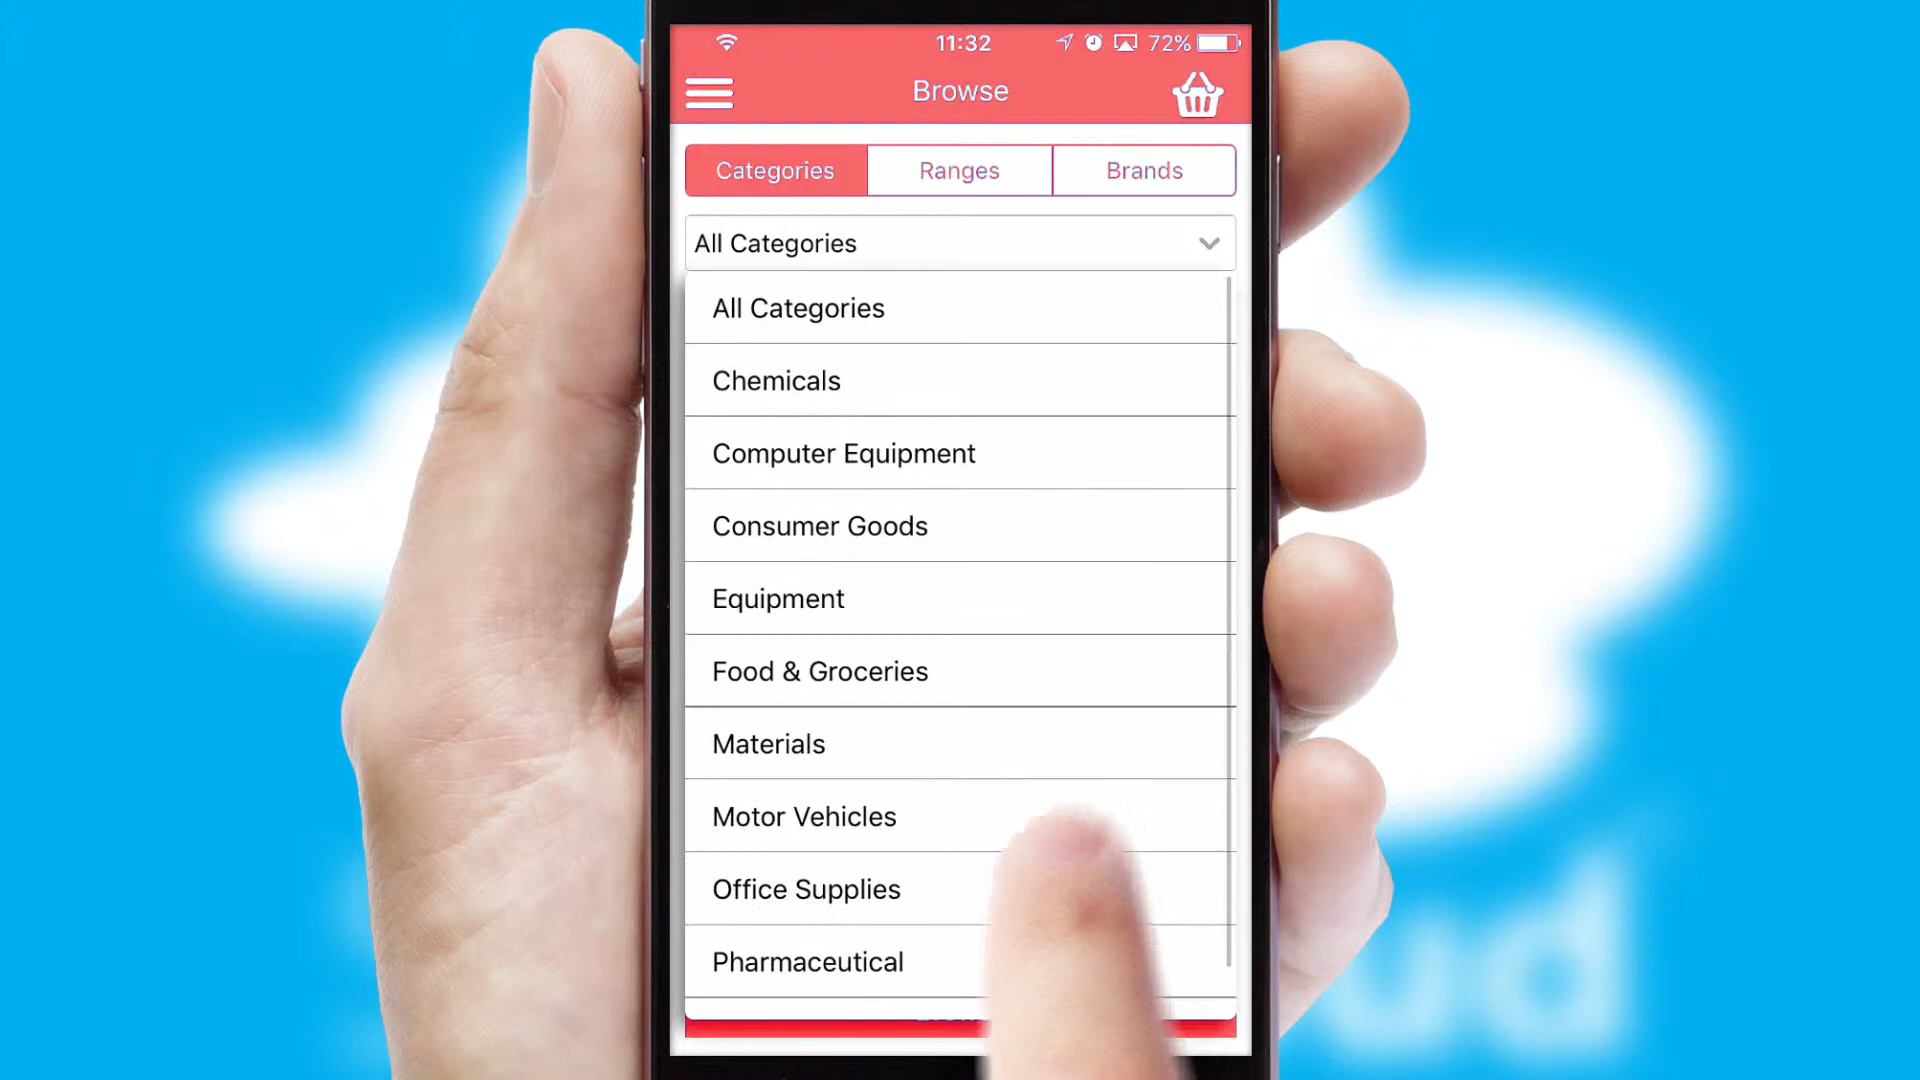 11:32
72%
Browse
Categories
Ranges
Brands
All Categories
All Categories
Chemicals
Computer Equipment
Consumer Goods
Equipment
Food & Groceries
Materials
Motor Vehicles
Office Supplies
Pharmaceutical
ud